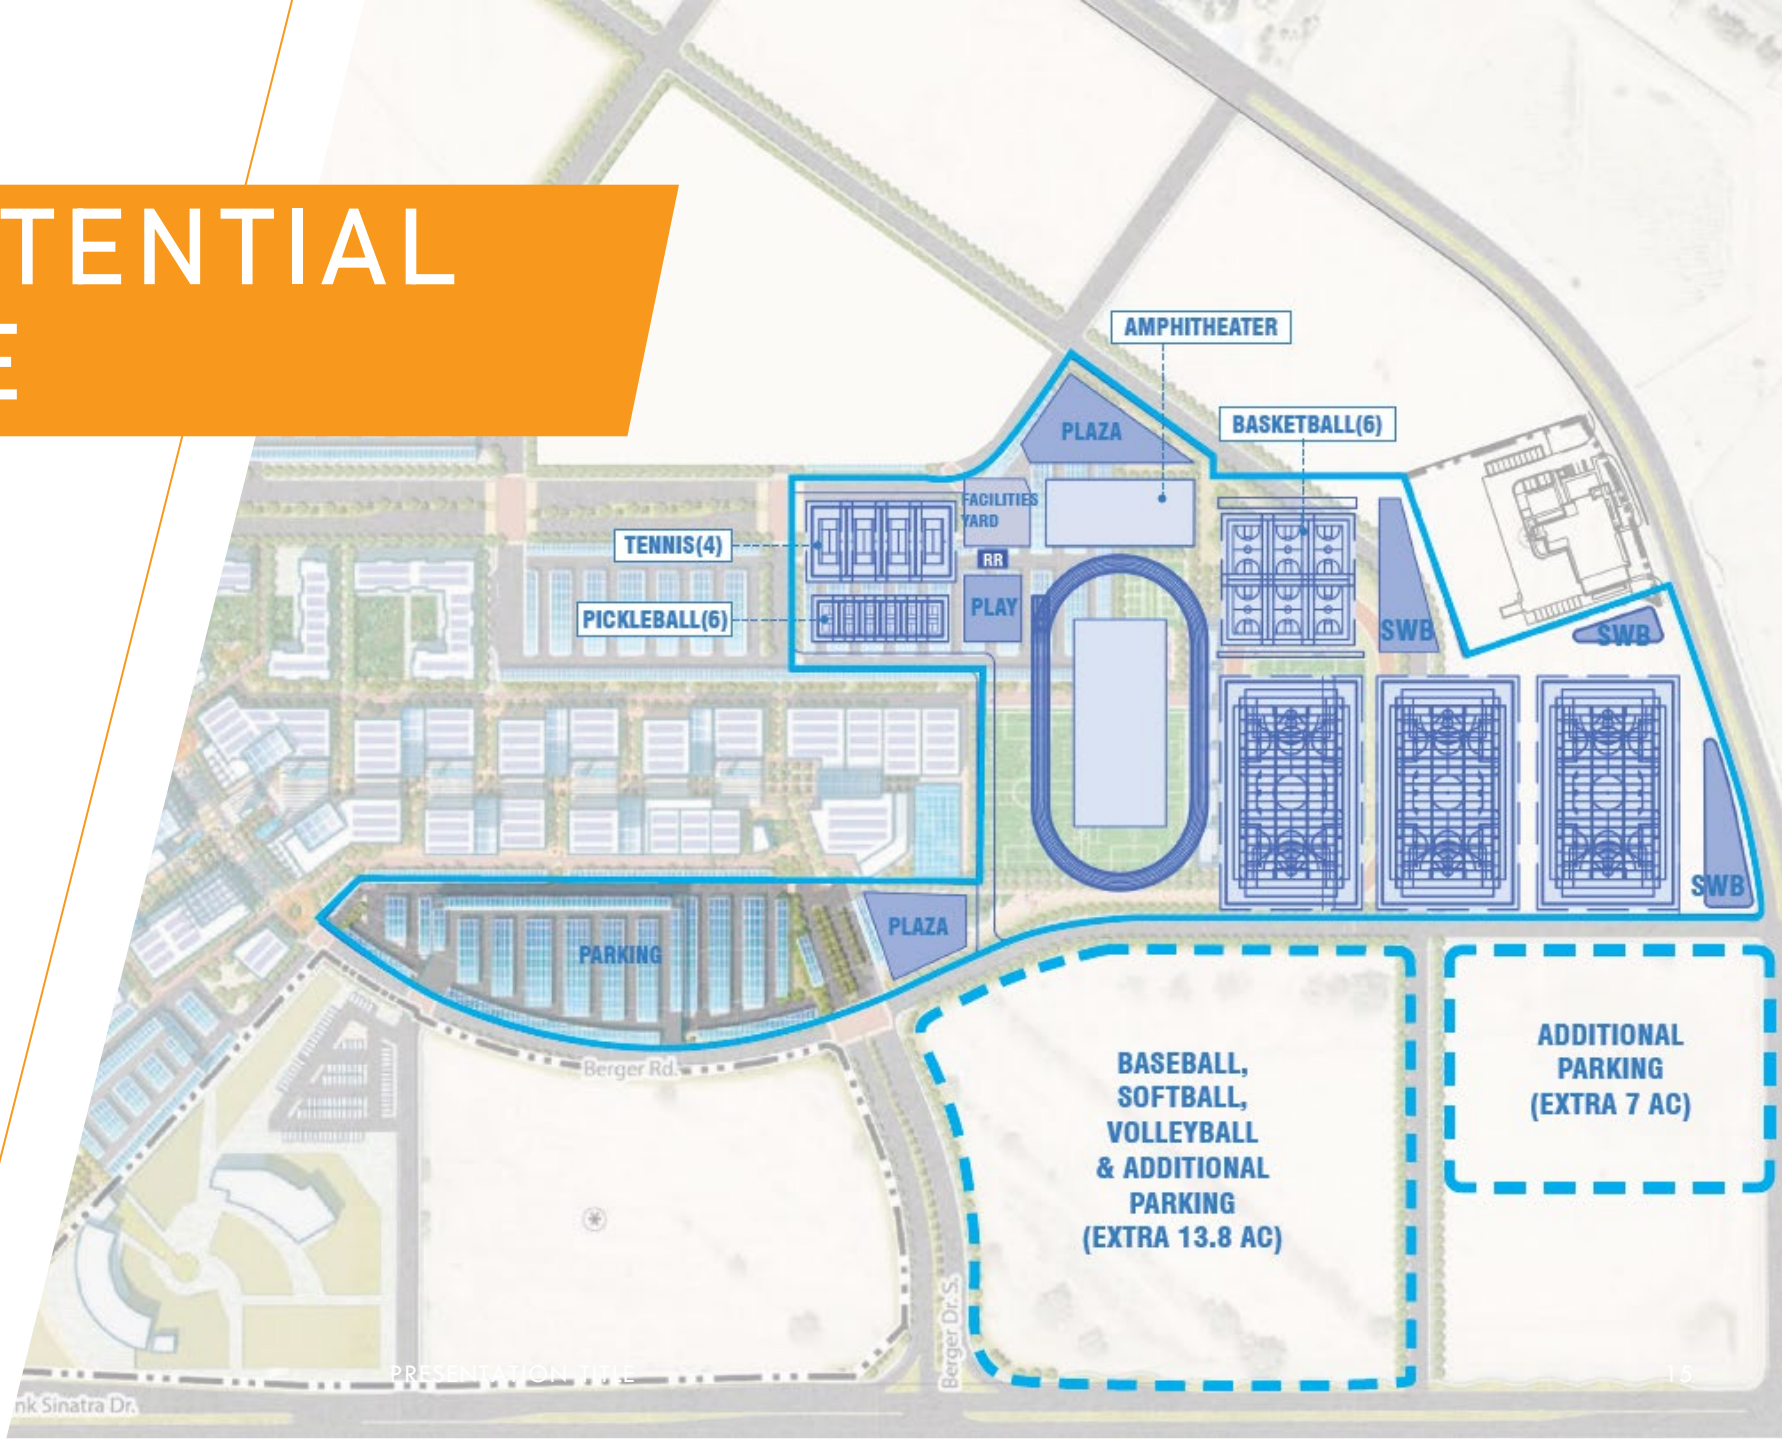 TENTIAL
E
AMPHITHEATER
PLAZA
BASKETBALL(6)
FACILITIES
YARD
TENNIS(4)
RR
PICKLEBALL(6)
PLAY
SWB
SWB
SWB
PLAZA
PARKING
Berger Rd.
BASEBALL,
SOFTBALL,
VOLLEYBALL
& ADDITIONAL
PARKING
(EXTRA 13.8 AC)
ADDITIONAL
PARKING
(EXTRA 7 AC)
Berger Dr. S.
PRESENTATION TITLE
15
nk Sinatra Dr.